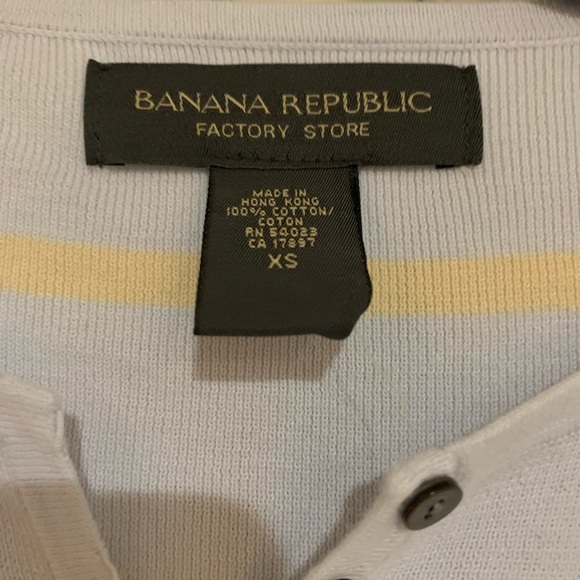 BANANA REPUBLIC
FACTORY STORE
MADE IN
HONG KONG
100% COTTON/
COTON
RN 54023
CA 17897
XS